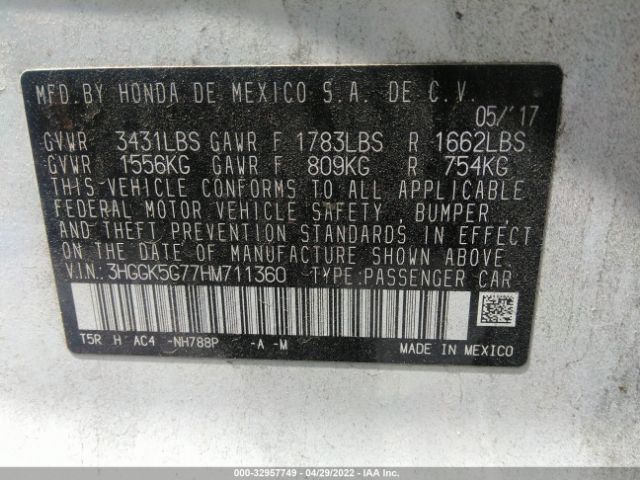 MFD. BY HONDA DE MEXICO S.A. DE C.V.
05/'17
GVWR 3431LBS GAWR F 1783LBS R 1662LBS
GVWR 1556KG GAWR F 809KG R 754KG
THIS VEHICLE CONFORMS TO ALL APPLICABLE
FEDERAL MOTOR VEHICLE SAFETY, BUMPER,
AND THEFT PREVENTION STANDARDS IN EFFECT
ON THE DATE OF MANUFACTURE SHOWN ABOVE.
V.I.N: 3HGGK5G77HM711360 TYPE:PASSENGER CAR
T5R H AC4 -NH788P -A -M MADE IN MEXICO
000-32957749 - 04/29/2022 - IAA Inc.